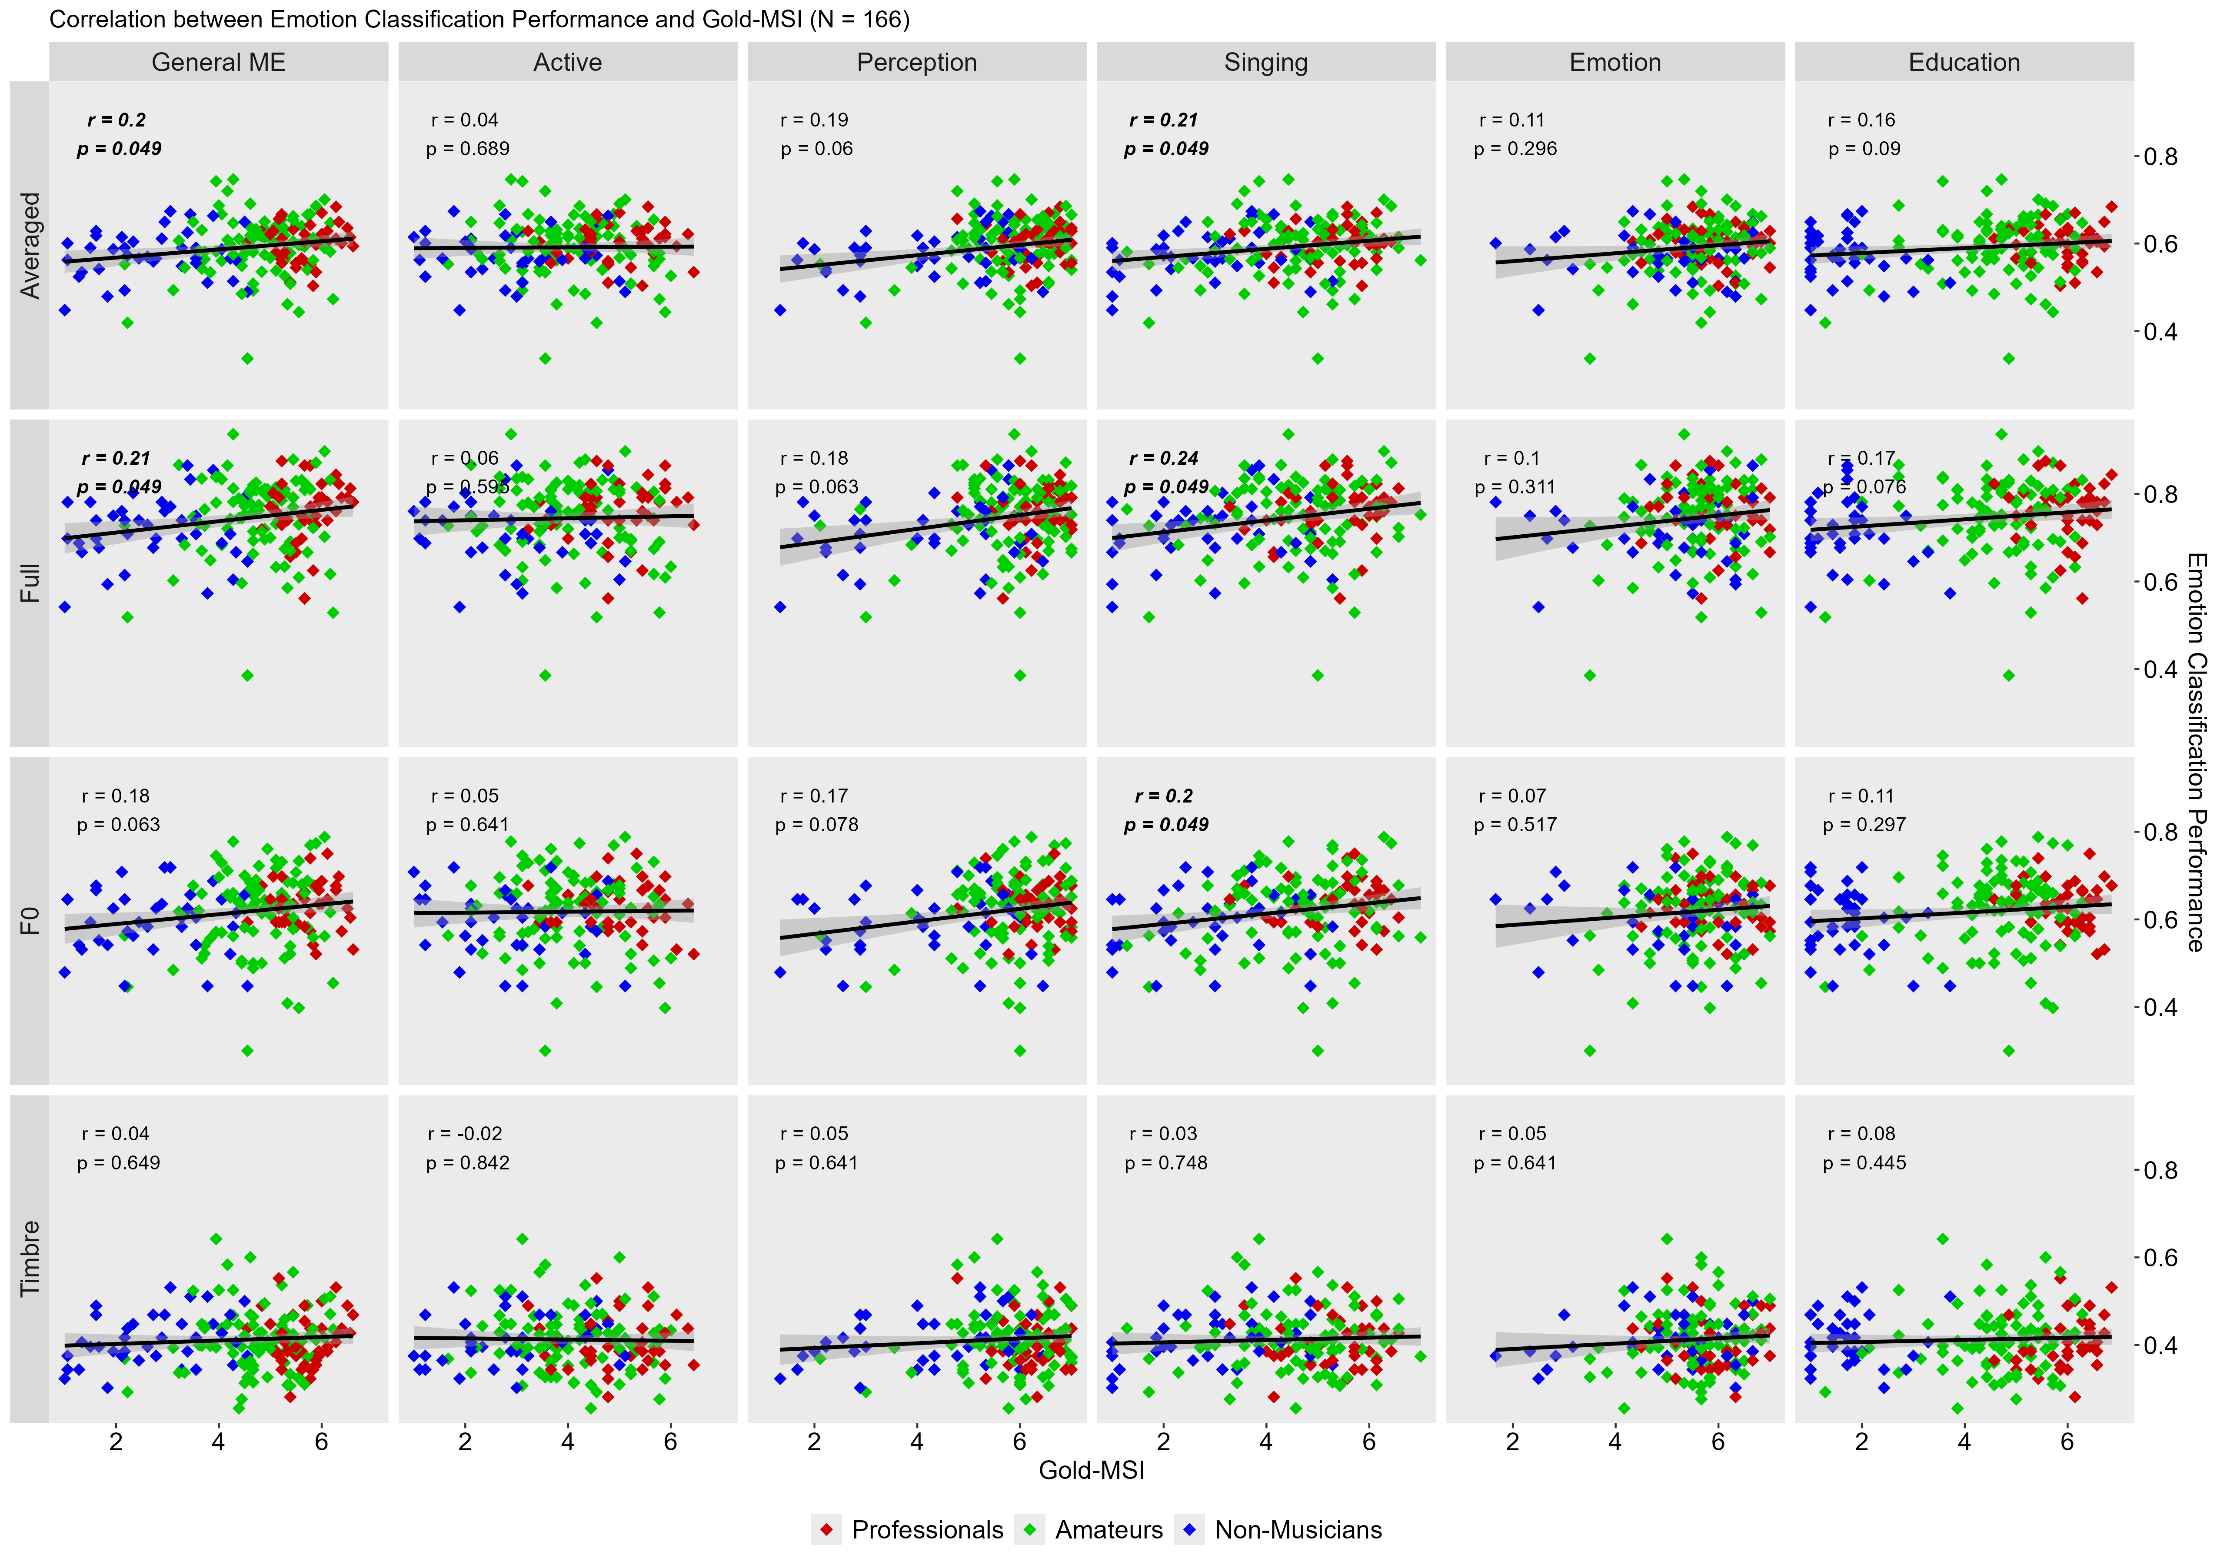 Correlation between Emotion Classification Performance and Gold-MSI (N = 166)
General ME
Active
Perception
Singing
Emotion
Education
Averaged
r = 0.2
p = 0.049
r = 0.04
p = 0.689
r = 0.19
p = 0.06
r = 0.21
p = 0.049
r = 0.11
p = 0.296
r = 0.16
p = 0.09
0.8
0.6
0.4
Full
r = 0.21
p = 0.049
r = 0.06
p = 0.595
r = 0.18
p = 0.063
r = 0.24
p = 0.049
r = 0.1
p = 0.311
r = 0.17
p = 0.076
0.8
0.6
0.4
F0
r = 0.18
p = 0.063
r = 0.05
p = 0.641
r = 0.17
p = 0.078
r = 0.2
p = 0.049
r = 0.07
p = 0.517
r = 0.11
p = 0.297
0.8
0.6
0.4
Timbre
r = 0.04
p = 0.649
r = -0.02
p = 0.842
r = 0.05
p = 0.641
r = 0.03
p = 0.748
r = 0.05
p = 0.641
r = 0.08
p = 0.445
0.8
0.6
0.4
Emotion Classification Performance
2 4 6
2 4 6
2 4 6
2 4 6
2 4 6
2 4 6
Gold-MSI
Professionals
Amateurs
Non-Musicians